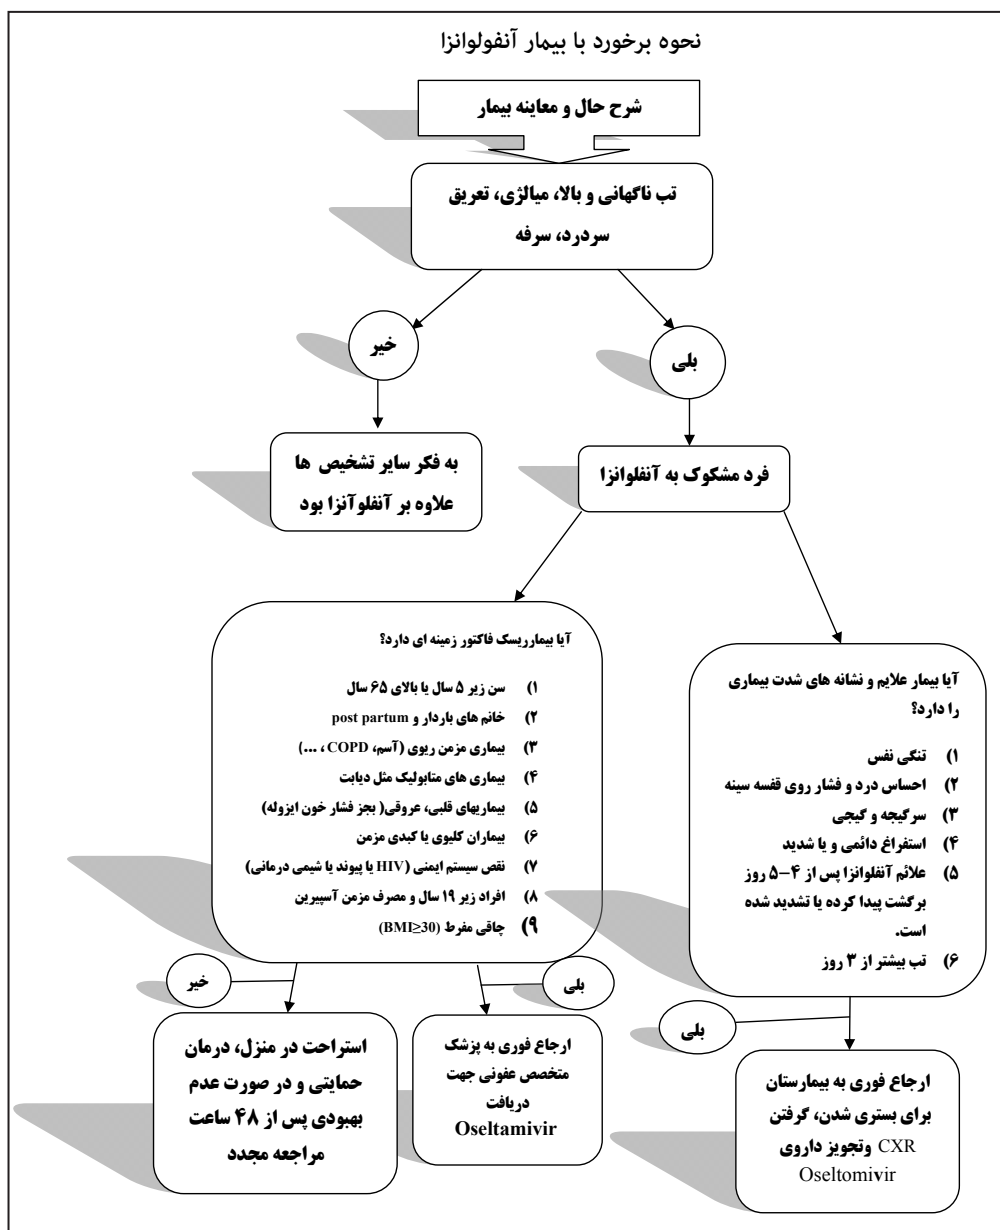 نحوه برخورد با بیمار آنفولوانزا
شرح حال و معاینه بیمار
تب ناگهانی و بالا، میالژی، تعریق
سردرد، سرفه
خیر
بلی
به فکر سایر تشخیص ها
علاوه بر آنفلوآنزا بود
فرد مشکوک به آنفلوانزا
آیا بیمارریسک فاکتور زمینه ای دارد؟
۱) سن زیر ۵ سال یا بالای ۶۵ سال
۲) خانم های باردار و post partum
۳) بیماری مزمن ریوی (آسم، COPD ، ...)
۴) بیماری های متابولیک مثل دیابت
۵) بیماریهای قلبی، عروقی( بجز فشار خون ایزوله)
۶) بیماران کلیوی یا کبدی مزمن
۷) نقص سیستم ایمنی (HIV یا پیوند یا شیمی درمانی)
۸) افراد زیر ۱۹ سال و مصرف مزمن آسپیرین
۹) چاقی مفرط (BMI≥30)
آیا بیمار علایم و نشانه های شدت بیماری
را دارد؟
۱) تنگی نفس
۲) احساس درد و فشار روی قفسه سینه
۳) سرگیجه و گیجی
۴) استفراغ دائمی و یا شدید
۵) علائم آنفلوانزا پس از ۴–۵ روز
برگشت پیدا کرده یا تشدید شده
است.
۶) تب بیشتر از ۳ روز
خیر
بلی
بلی
استراحت در منزل، درمان
حمایتی و در صورت عدم
بهبودی پس از ۴۸ ساعت
مراجعه مجدد
ارجاع فوری به پزشک
متخصص عفونی جهت
دریافت
Oseltamivir
ارجاع فوری به بیمارستان
برای بستری شدن، گرفتن
CXR وتجویز داروی
Oseltomivir